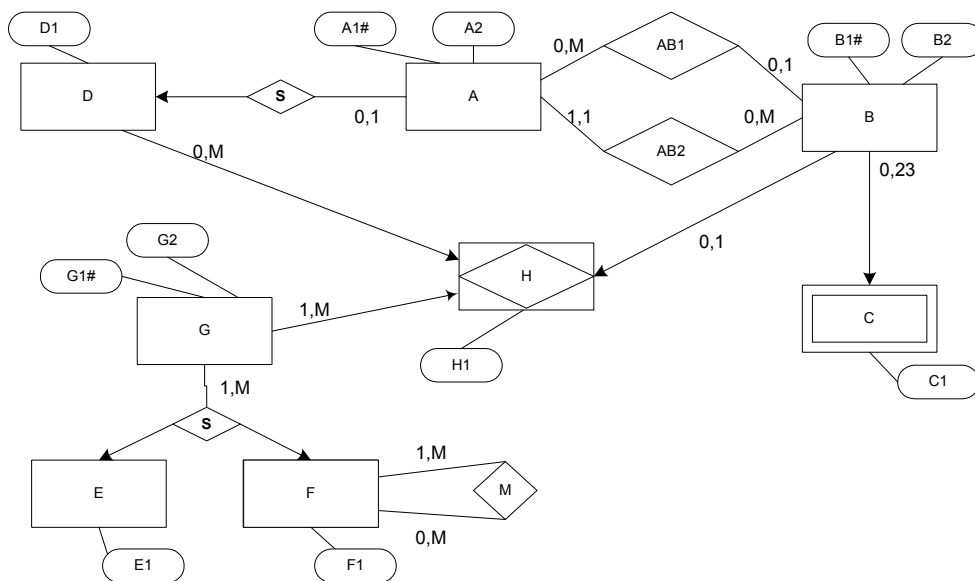 D1
A1#
A2
B1#
B2
D
S
A
AB1
B
0,M
0,1
0,1
1,1
AB2
0,M
0,M
0,23
0,1
G2
G1#
H
G
1,M
C
H1
C1
1,M
S
E
F
1,M
M
0,M
E1
F1